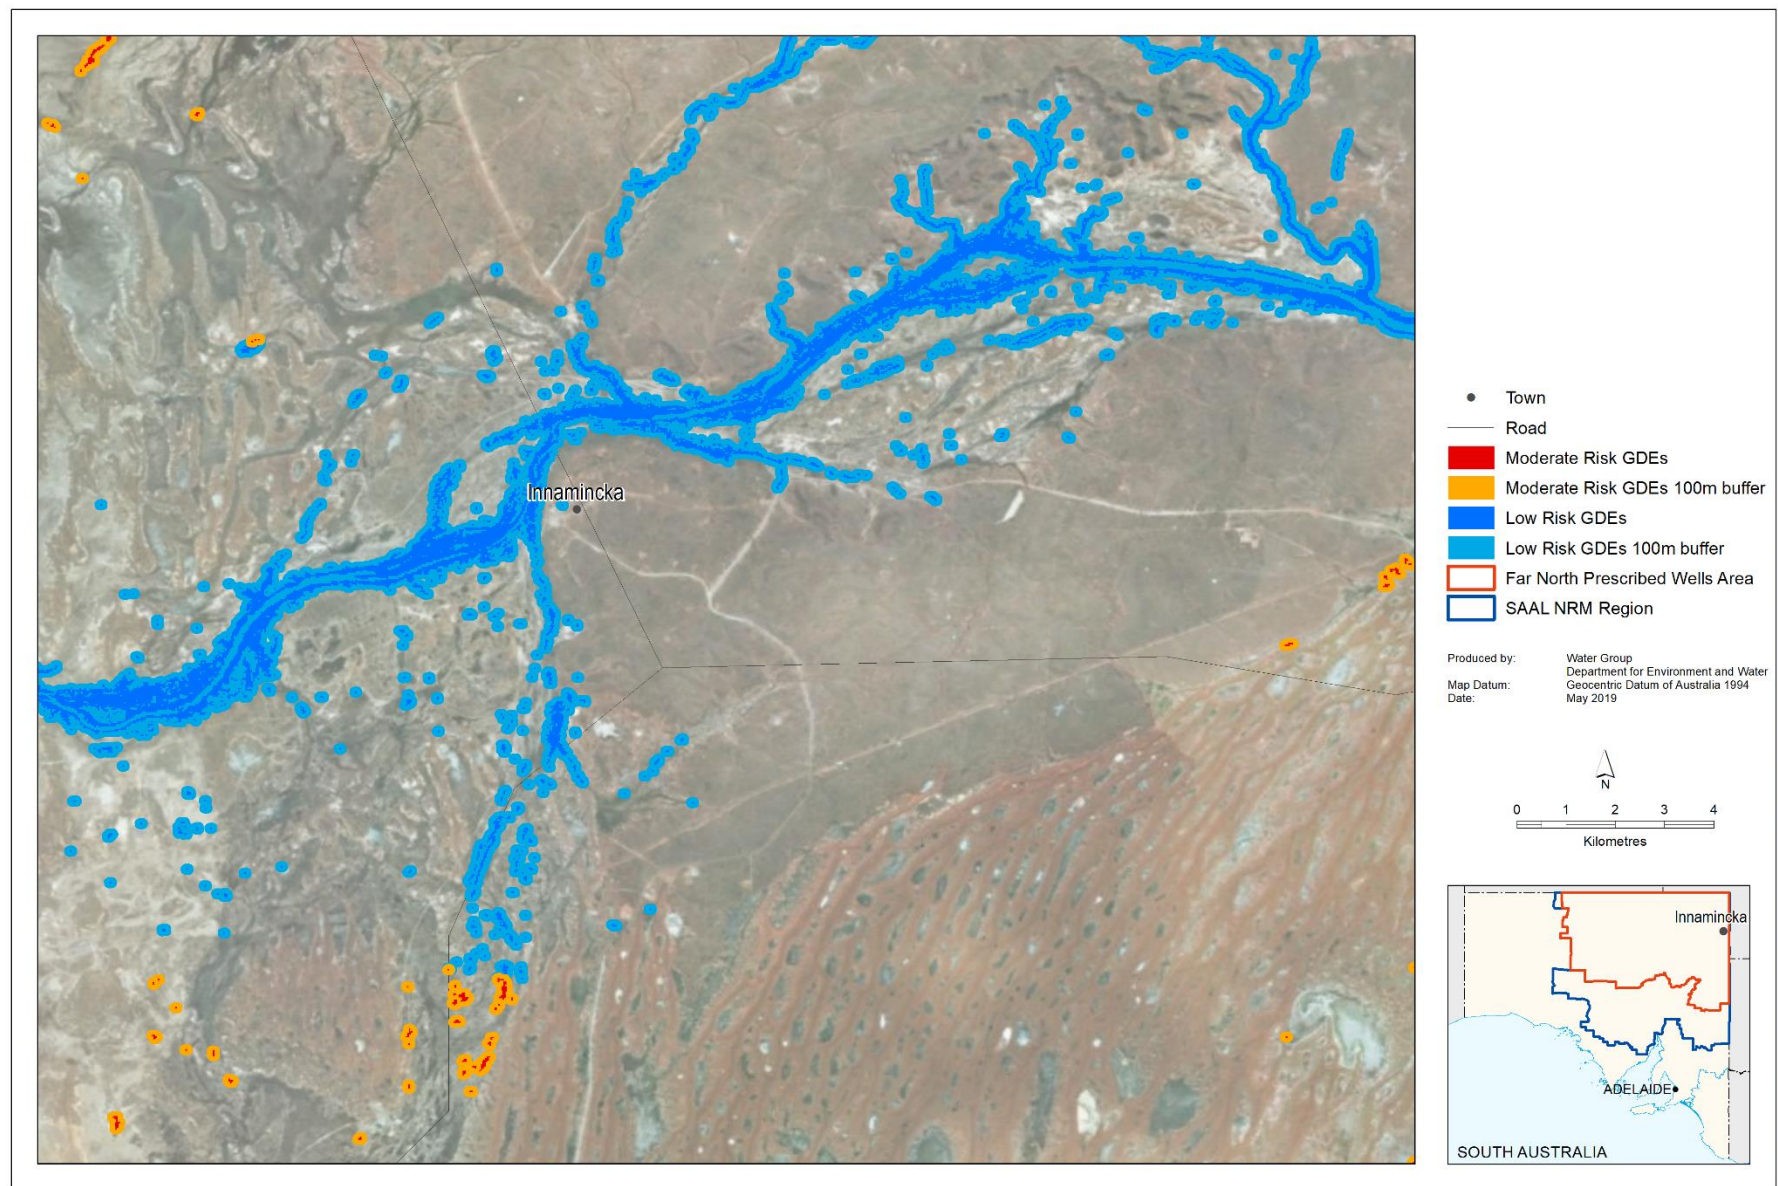 Innamincka
Town
Road
Moderate Risk GDEs
Moderate Risk GDEs 100m buffer
Low Risk GDEs
Low Risk GDEs 100m buffer
Far North Prescribed Wells Area
SAAL NRM Region
Produced by: Water Group
Department for Environment and Water
Map Datum: Geocentric Datum of Australia 1994
Date: May 2019
N
0 1 2 3 4
Kilometres
Innamincka
ADELAIDE
SOUTH AUSTRALIA